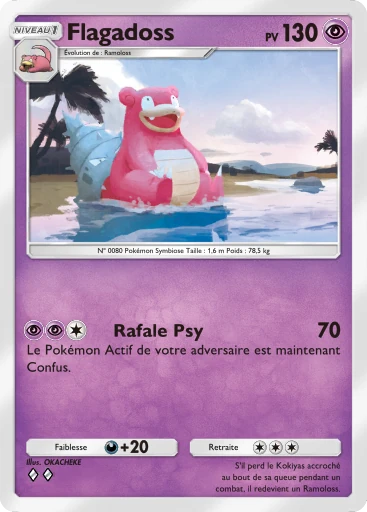 NIVEAU 1
Flagadoss
PV 130
Evolution de : Ramoloss
N° 0080 Pokémon Symbiose Taille : 1,6 m Poids : 78,5 kg
Rafale Psy 70
Le Pokémon Actif de votre adversaire est maintenant
Confus.
Faiblesse +20
Retraite
Illus. OKACHEKE
S'il perd le Kokiyas accroché
au bout de sa queue pendant un
combat, il redevient un Ramoloss.